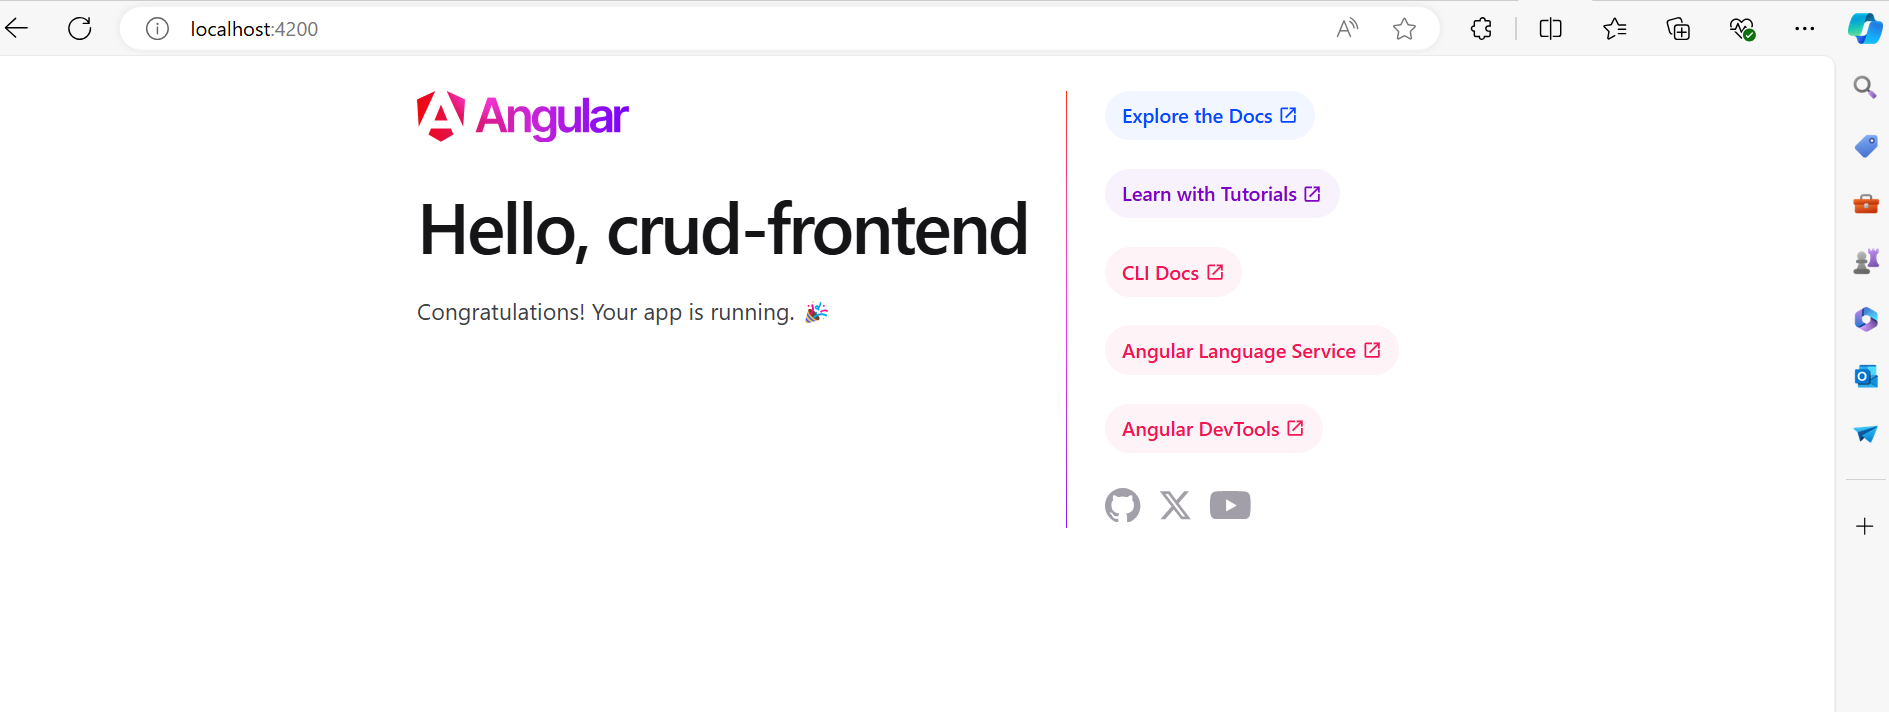 localhost:4200
Angular
Hello, crud-frontend
Congratulations! Your app is running. 🎉
Explore the Docs
Learn with Tutorials
CLI Docs
Angular Language Service
Angular DevTools